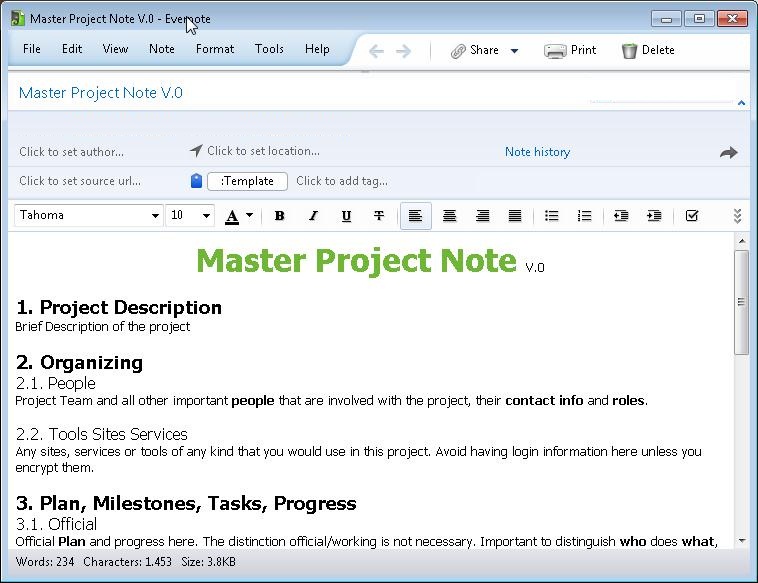 Master Project Note V.0 - Evernote
File Edit View Note Format Tools Help Share Print Delete
Master Project Note V.0
Click to set author... Click to set location... Note history
Click to set source url... :Template Click to add tag...
Tahoma 10 A B I U T
Master Project Note V.0
1. Project Description
Brief Description of the project
2. Organizing
2.1. People
Project Team and all other important people that are involved with the project, their contact info and roles.
2.2. Tools Sites Services
Any sites, services or tools of any kind that you would use in this project. Avoid having login information here unless you
encrypt them.
3. Plan, Milestones, Tasks, Progress
3.1. Official
Official Plan and progress here. The distinction official/working is not necessary. Important to distinguish who does what,
Words: 234 Characters: 1.453 Size: 3.8KB